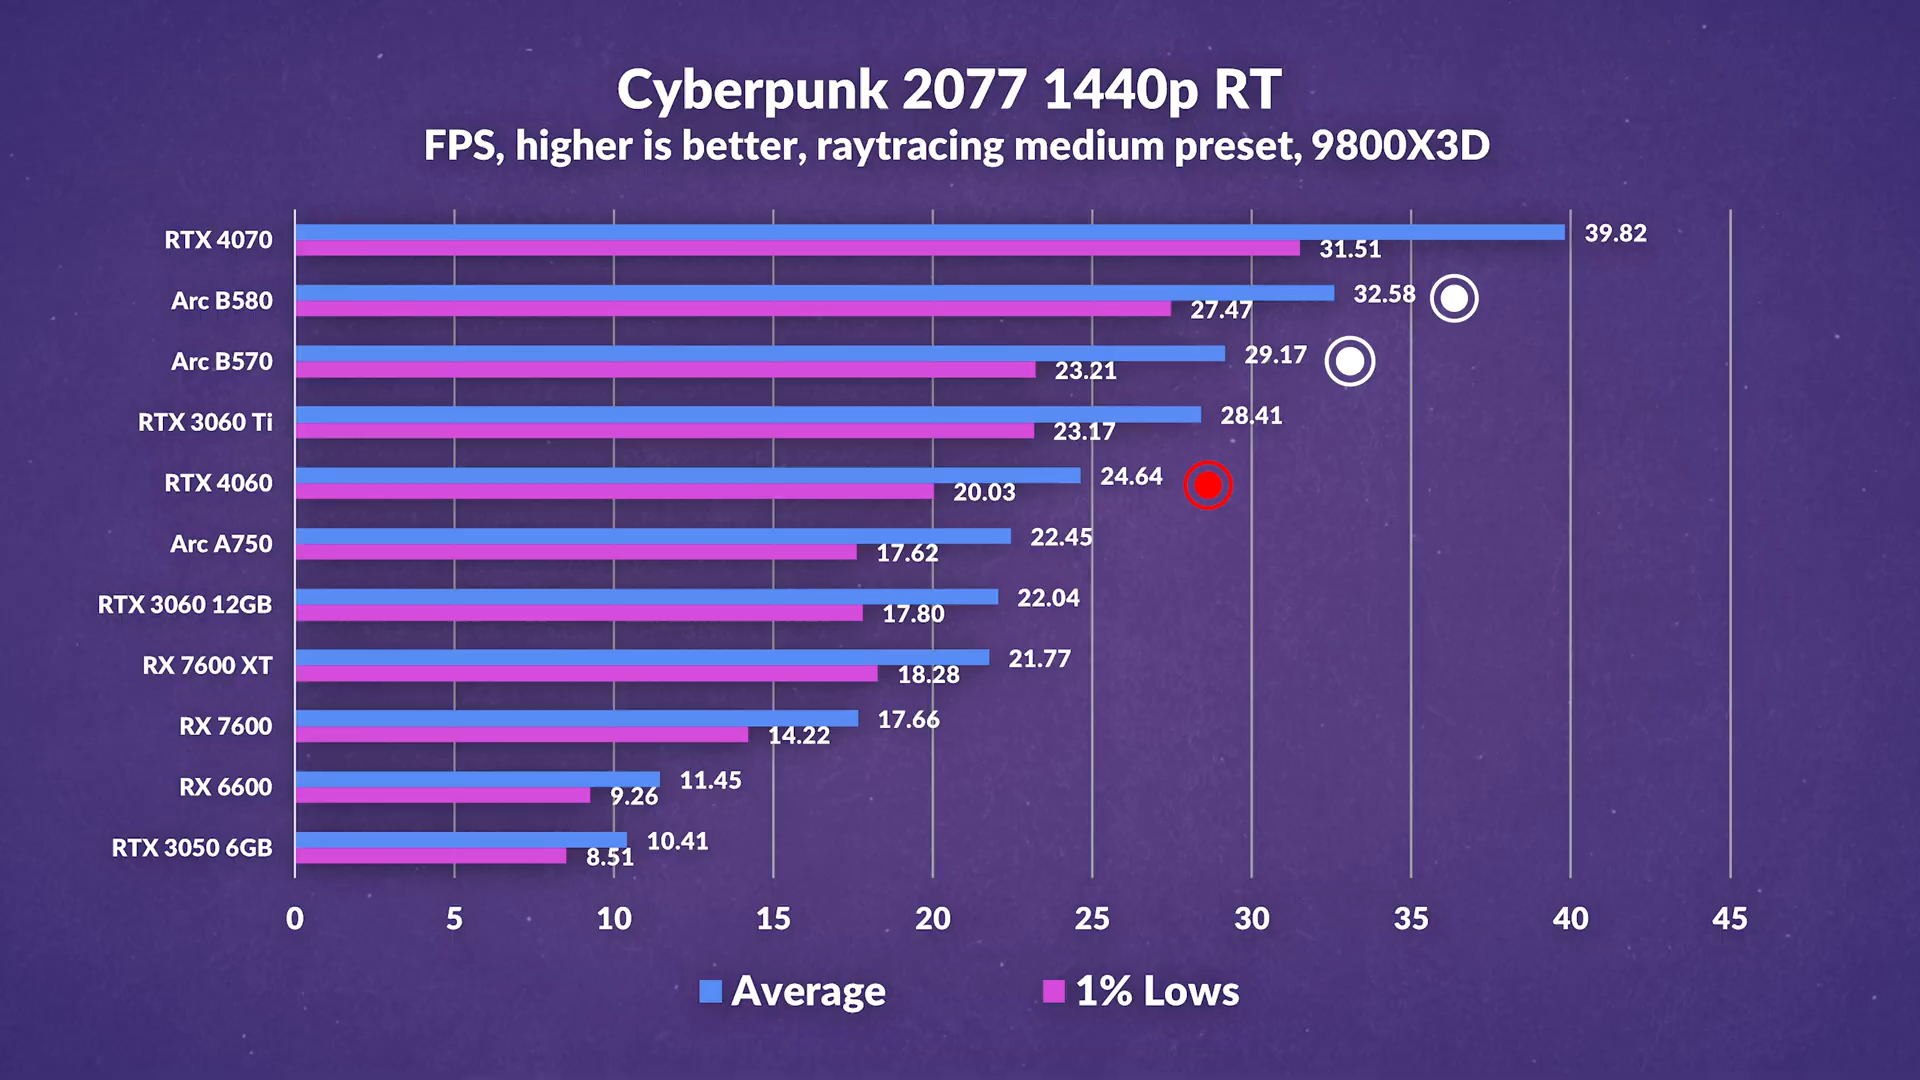 Cyberpunk 2077 1440p RT
FPS, higher is better, raytracing medium preset, 9800X3D
RTX 4070 39.82
31.51
Arc B580 32.58
27.47
Arc B570 29.17
23.21
RTX 3060 Ti 28.41
23.17
RTX 4060 24.64
20.03
Arc A750 22.45
17.62
RTX 3060 12GB 22.04
17.80
RX 7600 XT 21.77
18.28
RX 7600 17.66
14.22
RX 6600 11.45
9.26
RTX 3050 6GB 10.41
8.51
0 5 10 15 20 25 30 35 40 45
Average 1% Lows